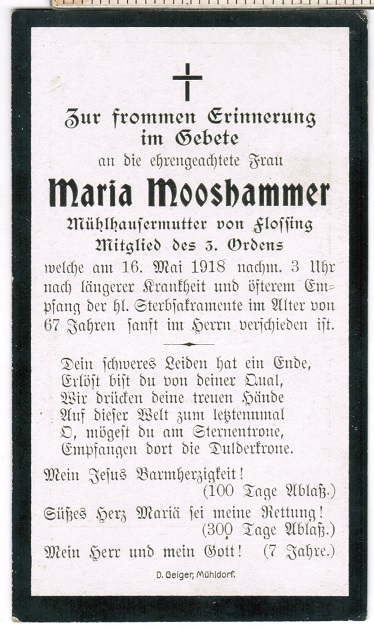 Zur frommen Erinnerung
im Gebete
an die ehrengeachtete Frau
Maria Mooshammer
Mühlhausermutter von Flossing
Mitglied des 3. Ordens
welche am 16. Mai 1918 nachm. 3 Uhr
nach längerer Krankheit und öfterem Em-
pfang der hl. Sterbsakramente im Alter von
67 Jahren sanft im Herrn verschieden ist.
Dein schweres Leiden hat ein Ende,
Erlöst bist du von deiner Qual,
Wir drücken deine treuen Hände
Auf dieser Welt zum letztenmal
O, mögest du am Sternentrone,
Empfangen dort die Dulderkrone.
Mein Jesus Barmherzigkeit!
(100 Tage Ablaß.)
Süßes Herz Mariä sei meine Rettung!
(300 Tage Ablaß.)
Mein Herr und mein Gott! (7 Jahre.)
D. Geiger, Mühldorf.